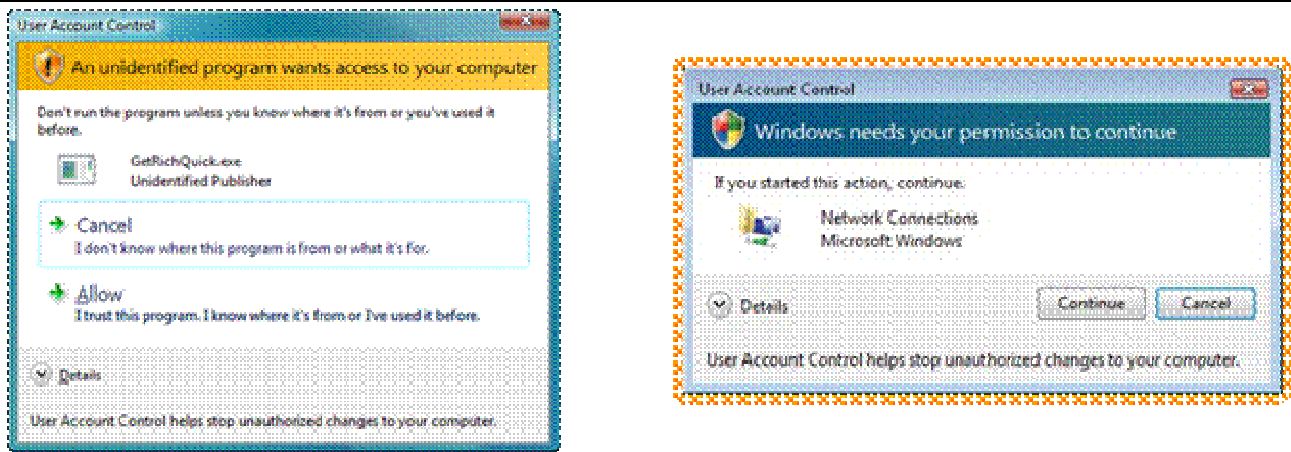 User Account Control
An unidentified program wants access to your computer
Don't run the program unless you know where it's from or you've used it
before.
GetRichQuick.exe
Unidentified Publisher
Cancel
I don't know where this program is from or what it's for.
Allow
I trust this program. I know where it's from or I've used it before.
Details
User Account Control helps stop unauthorized changes to your computer.
User Account Control
Windows needs your permission to continue
If you started this action, continue.
Network Connections
Microsoft Windows
Details
Continue
Cancel
User Account Control helps stop unauthorized changes to your computer.